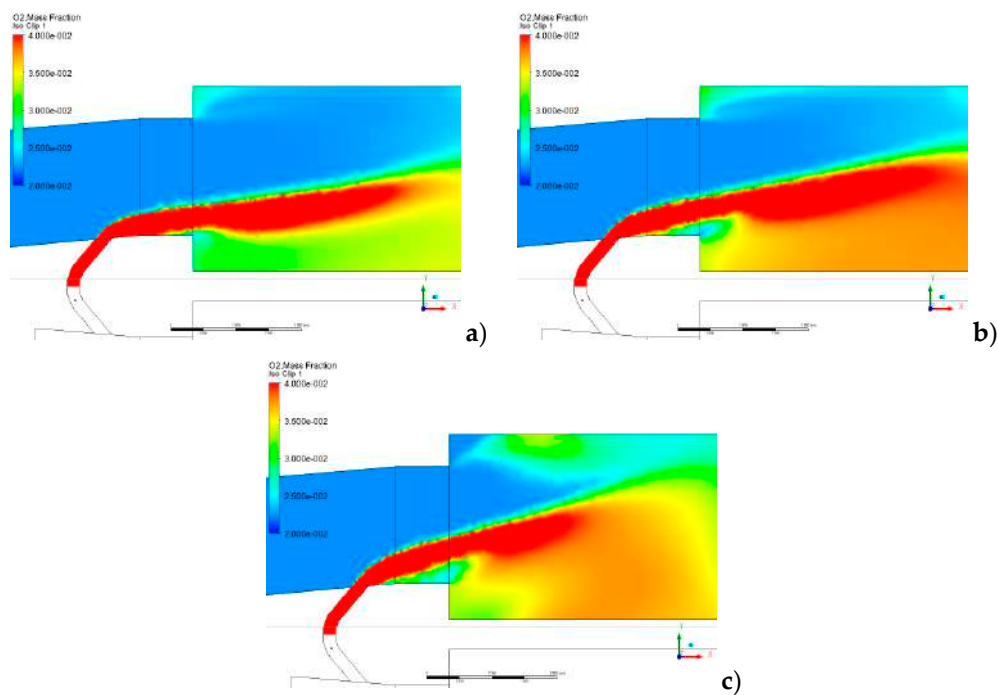 O2.Mass Fraction
Iso Clip 1
4.000e-002
3.500e-002
3.000e-002
2.500e-002
2.000e-002
Y
X
a)
O2.Mass Fraction
Iso Clip 1
4.000e-002
3.500e-002
3.000e-002
2.500e-002
2.000e-002
Y
X
b)
O2.Mass Fraction
Iso Clip 1
4.000e-002
3.500e-002
3.000e-002
2.500e-002
2.000e-002
Y
X
c)